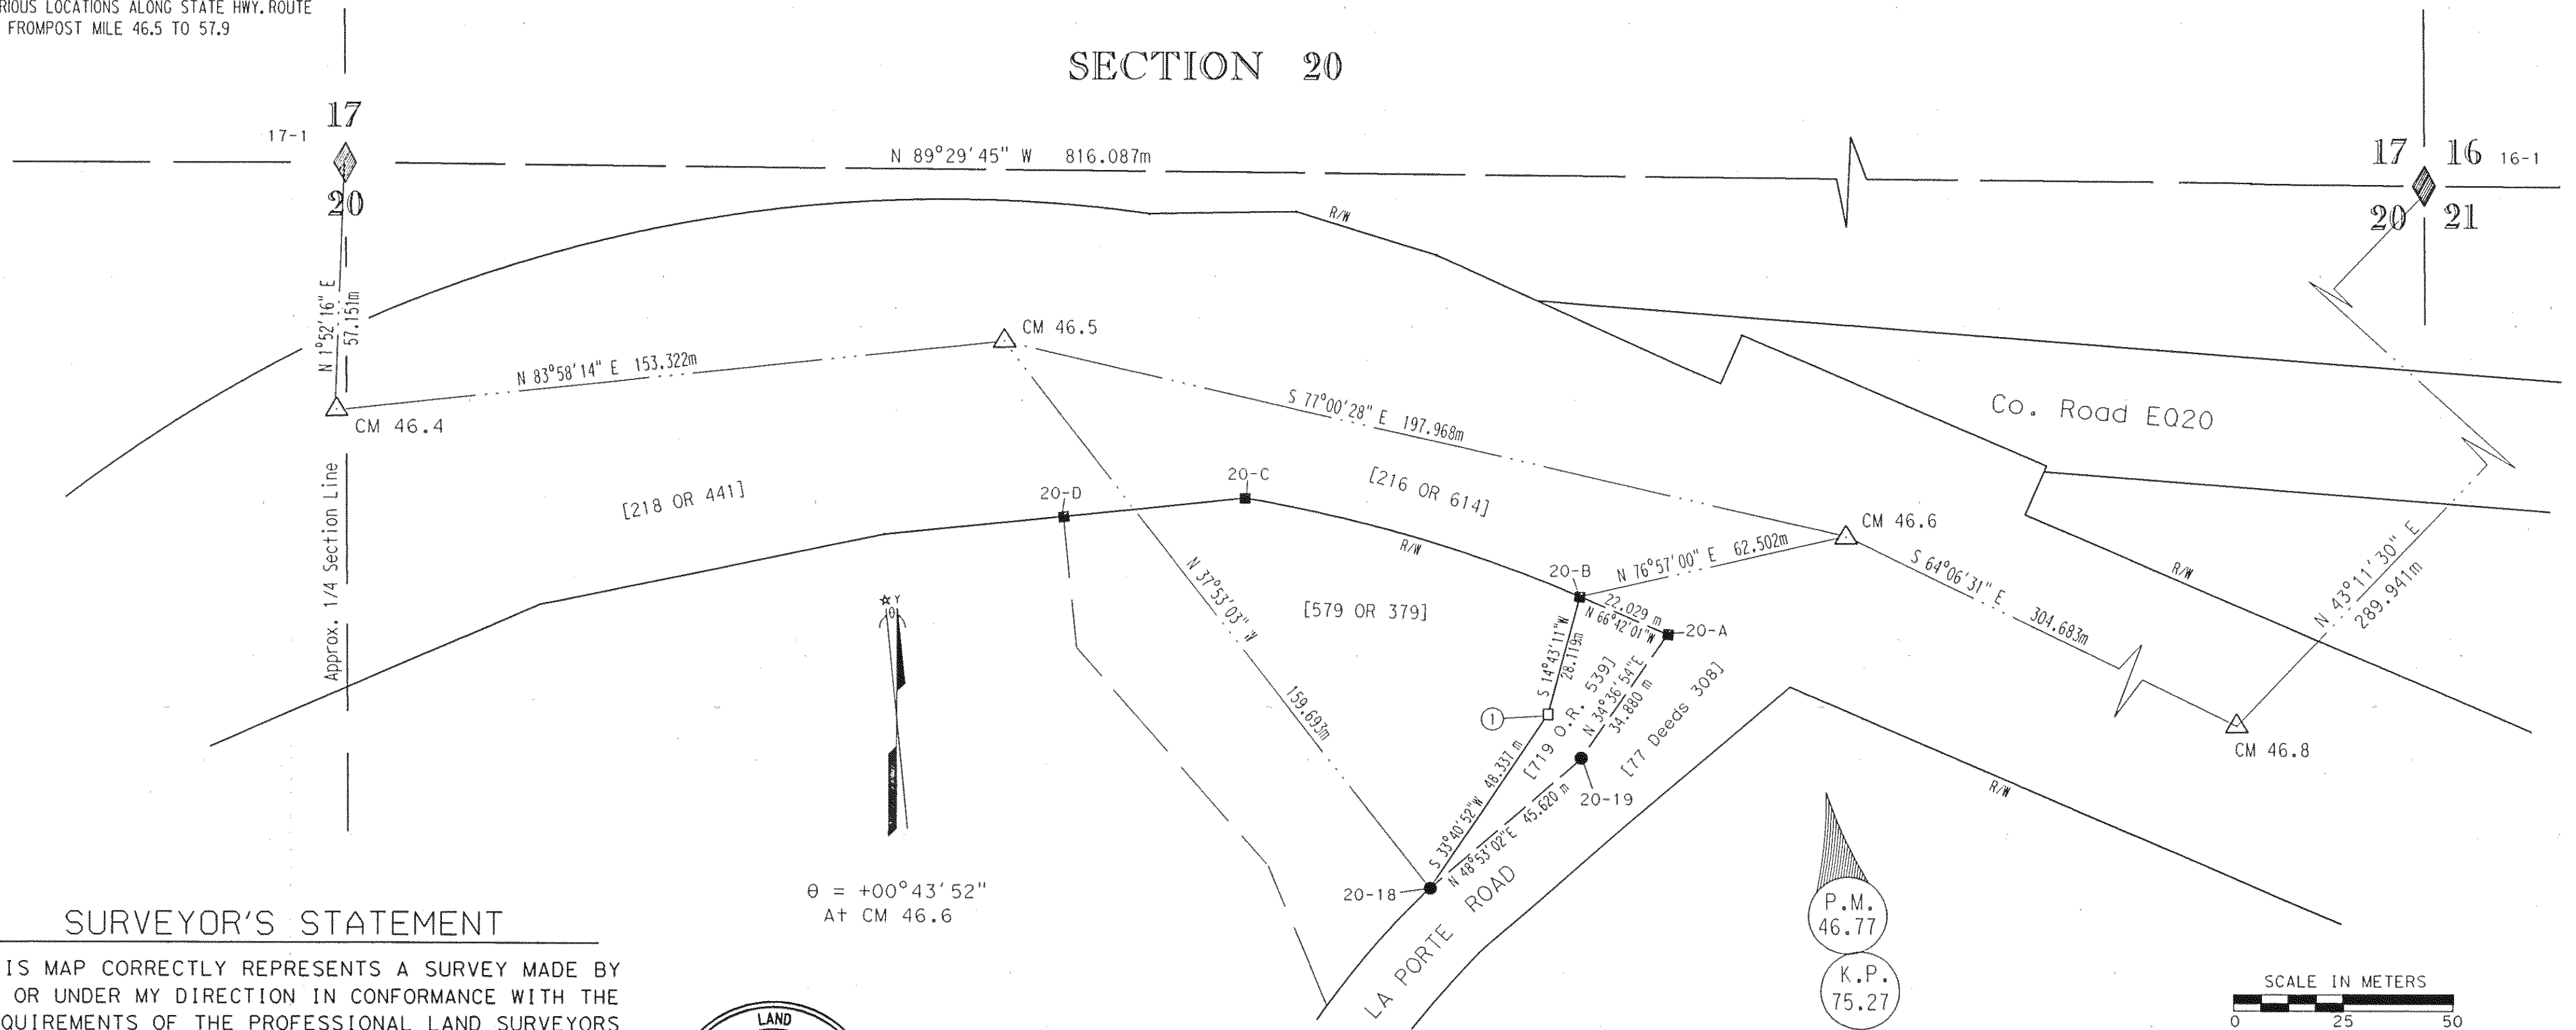 RIOUS LOCATIONS ALONG STATE HWY. ROUTE
FROMPOST MILE 46.5 TO 57.9
SECTION 20
17
17-1
20
N 89°29'45" W 816.087m
17 16 16-1
20 21
R/W
N 1°52'16" E
57.151m
CM 46.5
N 83°58'14" E 153.322m
CM 46.4
S 77°00'28" E 197.968m
Co. Road EQ20
Approx. 1/4 Section Line
[218 OR 441]
20-D
20-C
[216 OR 614]
CM 46.6
R/W
N 76°57'00" E 62.502m
20-B
S 64°06'31" E 304.683m
R/W
N 43°11'30" E
289.941m
N 37°53'03" W 159.693m
[579 OR 379]
22.029 m
N 66°42'01"W
20-A
S 14°43'11"W
28.119m
☆ Y
θ
1
[719 O.R. 539]
N 34°36'54"E
34.880 m
[77 Deeds 308]
CM 46.8
20-19
R/W
S 33°40'52"W 48.337 m
N 48°53'02"E 45.620 m
20-18
LA PORTE ROAD
θ = +00°43'52"
At CM 46.6
P.M.
46.77
K.P.
75.27
SCALE IN METERS
0 25 50
SURVEYOR'S STATEMENT
IS MAP CORRECTLY REPRESENTS A SURVEY MADE BY
OR UNDER MY DIRECTION IN CONFORMANCE WITH THE
QUIREMENTS OF THE PROFESSIONAL LAND SURVEYORS
LAND